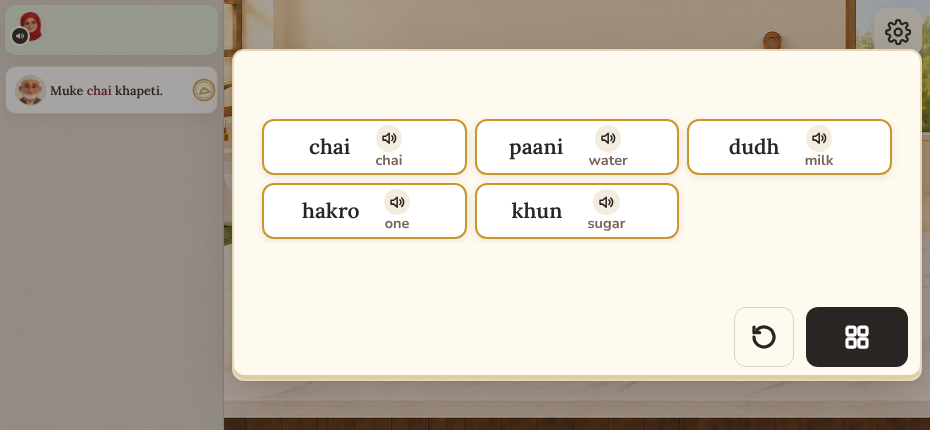 Muke chai khapeti.
chai
chai
paani
water
dudh
milk
hakro
one
khun
sugar